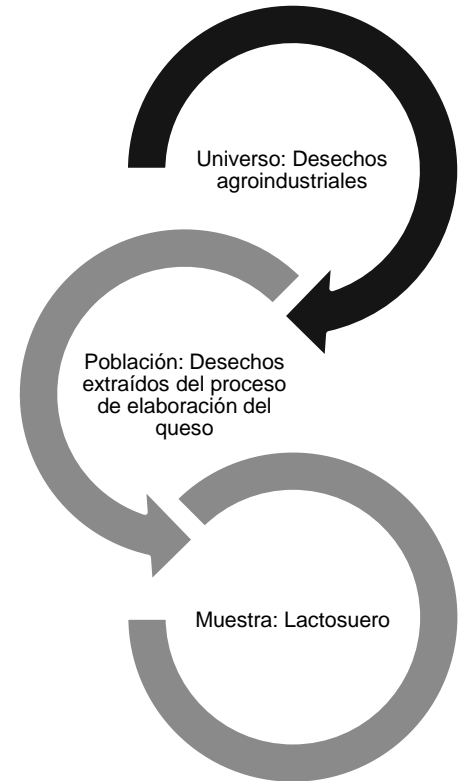 Universo: Desechos
agroindustriales
Población: Desechos
extraídos del proceso
de elaboración del
queso
Muestra: Lactosuero